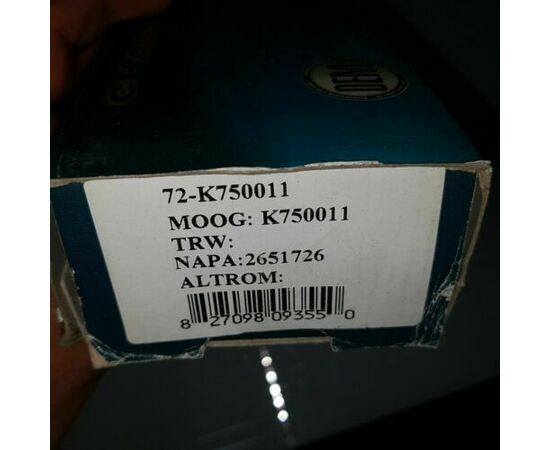 72-K750011
MOOG: K750011
TRW:
NAPA:2651726
ALTROM:
8 27098 09355 0